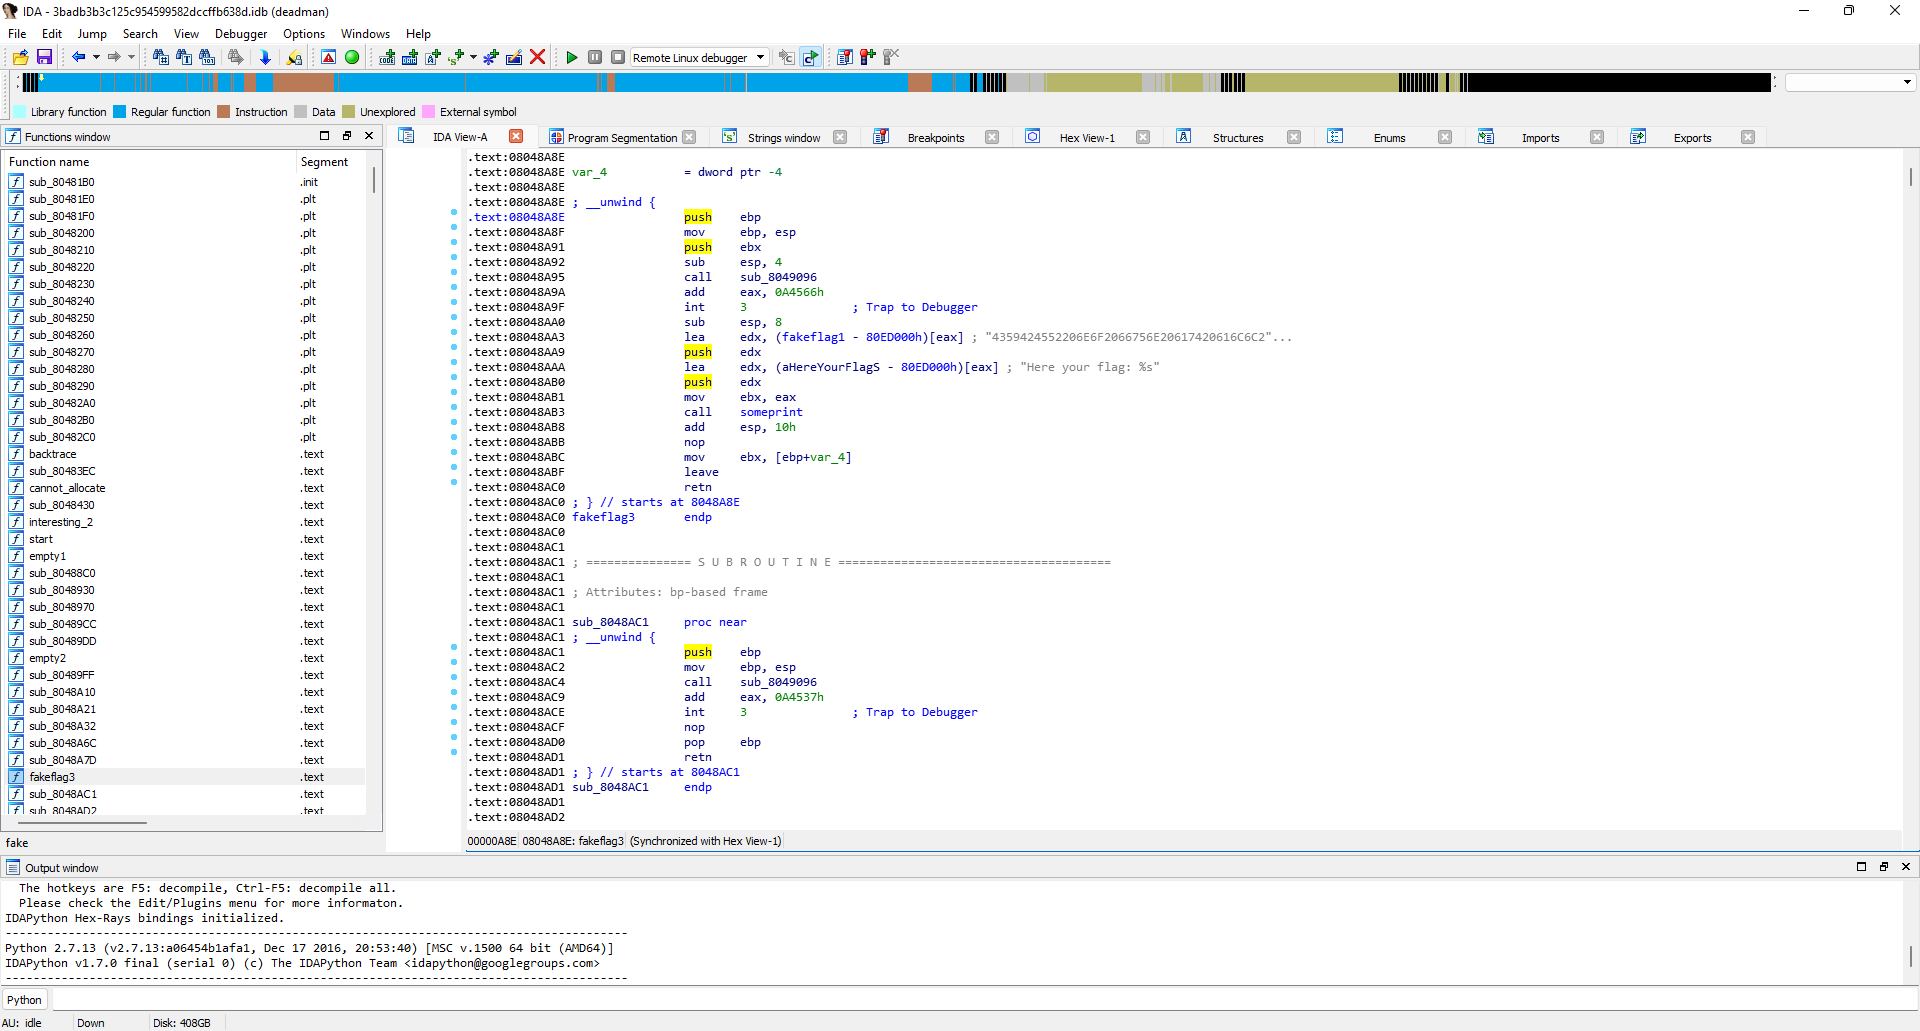 IDA - 3badb3b3c125c954599582dccffb638d.idb (deadman)
File Edit Jump Search View Debugger Options Windows Help
Remote Linux debugger
Library function Regular function Instruction Data Unexplored External symbol
Functions window
IDA View-A Program Segmentation Strings window Breakpoints Hex View-1 Structures Enums Imports Exports
Function name Segment
sub_80481B0 .init
sub_80481E0 .plt
sub_80481F0 .plt
sub_8048200 .plt
sub_8048210 .plt
sub_8048220 .plt
sub_8048230 .plt
sub_8048240 .plt
sub_8048250 .plt
sub_8048260 .plt
sub_8048270 .plt
sub_8048280 .plt
sub_8048290 .plt
sub_80482A0 .plt
sub_80482B0 .plt
sub_80482C0 .plt
backtrace .text
sub_80483EC .text
cannot_allocate .text
sub_8048430 .text
interesting_2 .text
start .text
empty1 .text
sub_80488C0 .text
sub_8048930 .text
sub_8048970 .text
sub_80489CC .text
sub_80489DD .text
empty2 .text
sub_80489FF .text
sub_8048A10 .text
sub_8048A21 .text
sub_8048A32 .text
sub_8048A6C .text
sub_8048A7D .text
fakeflag3 .text
sub_8048AC1 .text
sub_8048AD2 .text
fake
.text:08048A8E
.text:08048A8E var_4 = dword ptr -4
.text:08048A8E
.text:08048A8E ; __unwind {
.text:08048A8E push ebp
.text:08048A8F mov ebp, esp
.text:08048A91 push ebx
.text:08048A92 sub esp, 4
.text:08048A95 call sub_8049096
.text:08048A9A add eax, 0A4566h
.text:08048A9F int 3 ; Trap to Debugger
.text:08048AA0 sub esp, 8
.text:08048AA3 lea edx, (fakeflag1 - 80ED000h)[eax] ; "4359424552206E6F2066756E20617420616C6C2"...
.text:08048AA9 push edx
.text:08048AAA lea edx, (aHereYourFlagS - 80ED000h)[eax] ; "Here your flag: %s"
.text:08048AB0 push edx
.text:08048AB1 mov ebx, eax
.text:08048AB3 call someprint
.text:08048AB8 add esp, 10h
.text:08048ABB nop
.text:08048ABC mov ebx, [ebp+var_4]
.text:08048ABF leave
.text:08048AC0 retn
.text:08048AC0 ; } // starts at 8048A8E
.text:08048AC0 fakeflag3 endp
.text:08048AC0
.text:08048AC1
.text:08048AC1 ; =============== S U B R O U T I N E =======================================
.text:08048AC1
.text:08048AC1 ; Attributes: bp-based frame
.text:08048AC1
.text:08048AC1 sub_8048AC1 proc near
.text:08048AC1 ; __unwind {
.text:08048AC1 push ebp
.text:08048AC2 mov ebp, esp
.text:08048AC4 call sub_8049096
.text:08048AC9 add eax, 0A4537h
.text:08048ACE int 3 ; Trap to Debugger
.text:08048ACF nop
.text:08048AD0 pop ebp
.text:08048AD1 retn
.text:08048AD1 ; } // starts at 8048AC1
.text:08048AD1 sub_8048AC1 endp
.text:08048AD1
.text:08048AD2
00000A8E 08048A8E: fakeflag3 (Synchronized with Hex View-1)
Output window
The hotkeys are F5: decompile, Ctrl-F5: decompile all.
Please check the Edit/Plugins menu for more informaton.
IDAPython Hex-Rays bindings initialized.
-----------------------------------------------------------------------------------------
Python 2.7.13 (v2.7.13:a06454b1afa1, Dec 17 2016, 20:53:40) [MSC v.1500 64 bit (AMD64)]
IDAPython v1.7.0 final (serial 0) (c) The IDAPython Team <idapython@googlegroups.com>
-----------------------------------------------------------------------------------------
Python
AU: idle Down Disk: 408GB